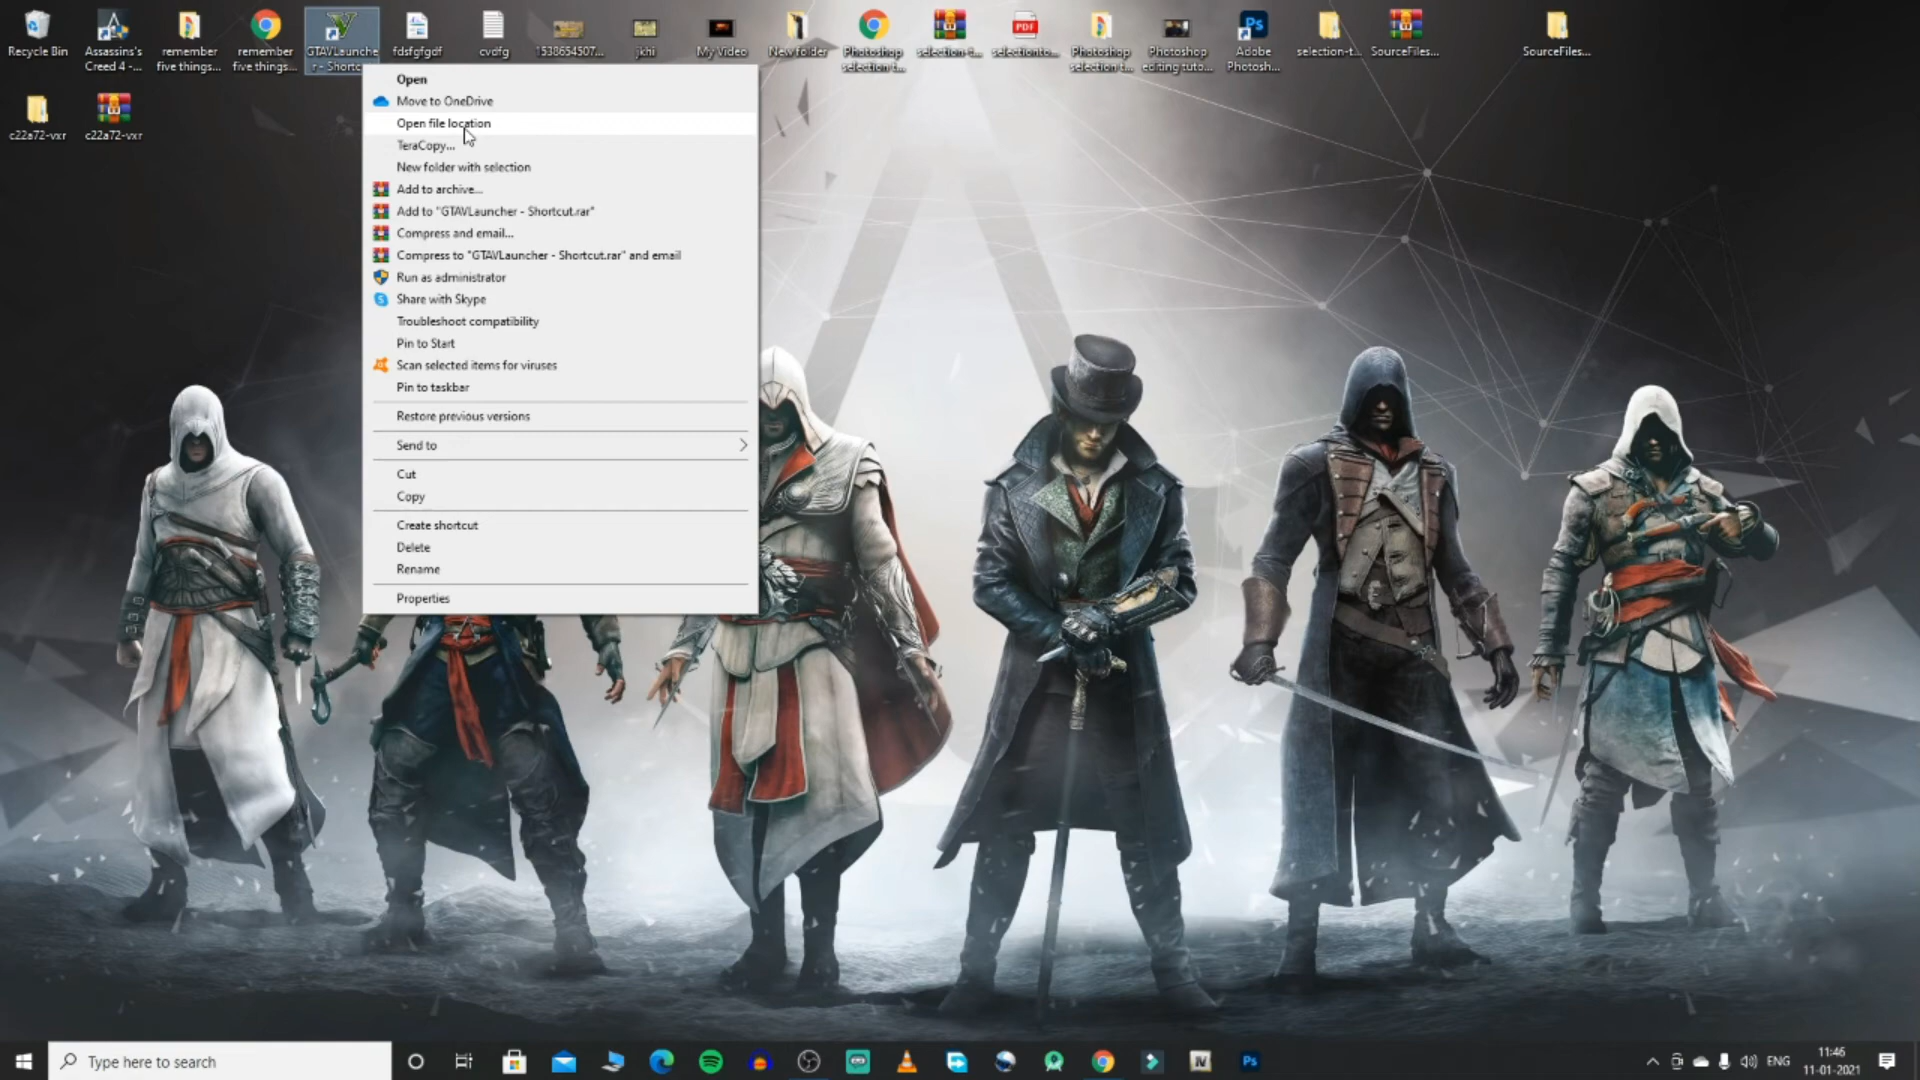 Recycle Bin
Assassin's
Creed 4 -...
remember
five things...
remember
five things...
GTAVLaunche
r - Shortc...
fdsfgfgdf
cvdfg
1538654507...
jkhi
MyVideo
New folder
Photoshop
selection t...
selection-t...
selectionto...
Photoshop
selection t...
Photoshop
editing tuto...
Adobe
Photosh...
selection-t...
SourceFiles...
SourceFiles...
c22a72-vxr
c22a72-vxr
Open
Move to OneDrive
Open file location
TeraCopy...
New folder with selection
Add to archive...
Add to "GTAVLauncher - Shortcut.rar"
Compress and email...
Compress to "GTAVLauncher - Shortcut.rar" and email
Run as administrator
Share with Skype
Troubleshoot compatibility
Pin to Start
Scan selected items for viruses
Pin to taskbar
Restore previous versions
Send to
Cut
Copy
Create shortcut
Delete
Rename
Properties
Type here to search
ENG
11:46
11-01-2021